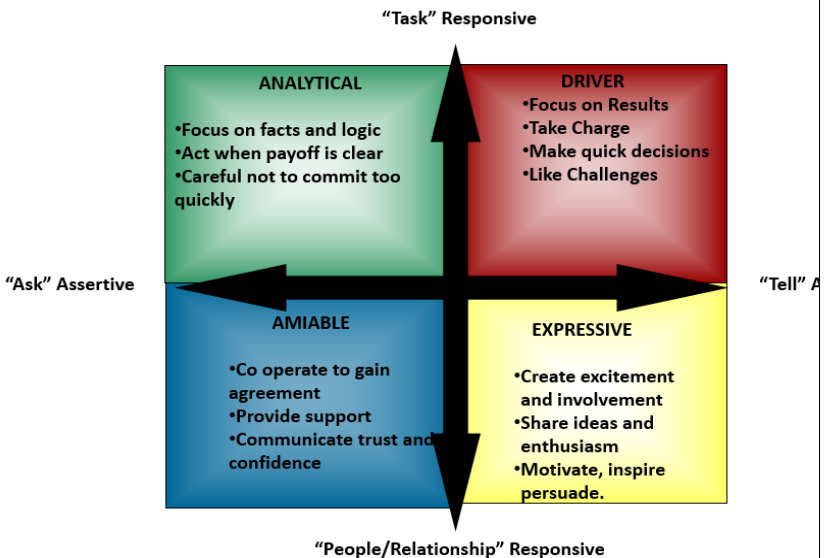 “Task” Responsive
ANALYTICAL
•Focus on facts and logic
•Act when payoff is clear
•Careful not to commit too
quickly
DRIVER
•Focus on Results
•Take Charge
•Make quick decisions
•Like Challenges
“Ask” Assertive
“Tell” A
AMIABLE
•Co operate to gain
agreement
•Provide support
•Communicate trust and
confidence
EXPRESSIVE
•Create excitement
and involvement
•Share ideas and
enthusiasm
•Motivate, inspire
persuade.
“People/Relationship” Responsive